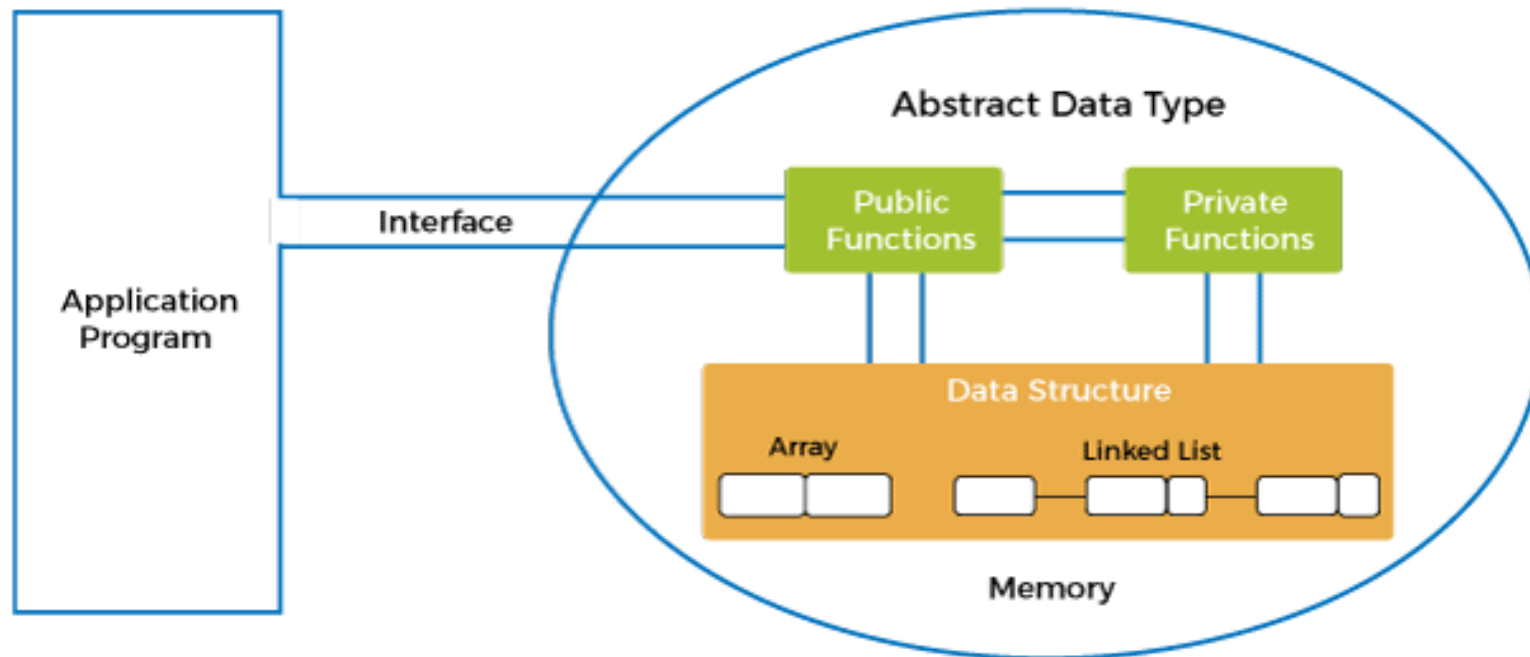 Abstract Data Type
Public
Functions
Private
Functions
Interface
Application
Program
Data Structure
Array
Linked List
Memory